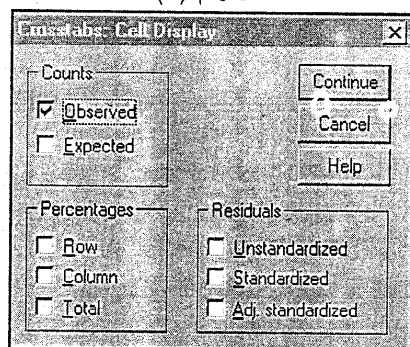 Crosstabs: Cell Display
Counts
Observed
Expected
Continue
Cancel
Help
Percentages
Row
Column
Total
Residuals
Unstandardized
Standardized
Adj. standardized